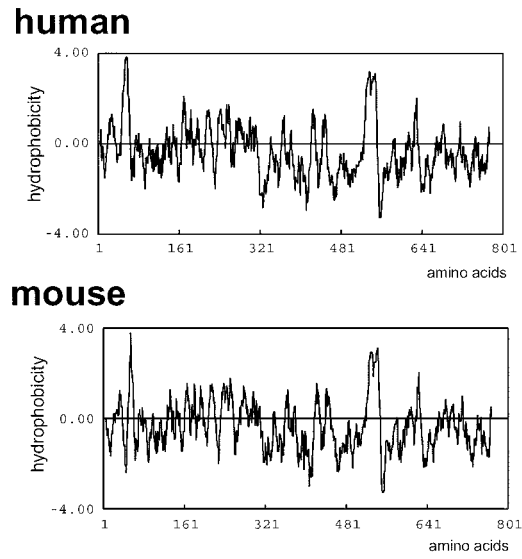 human
4.00
hydrophobicity
0.00
-4.00
1 161 321 481 641 801
amino acids
mouse
4.00
hydrophobicity
0.00
-4.00
1 161 321 481 641 801
amino acids